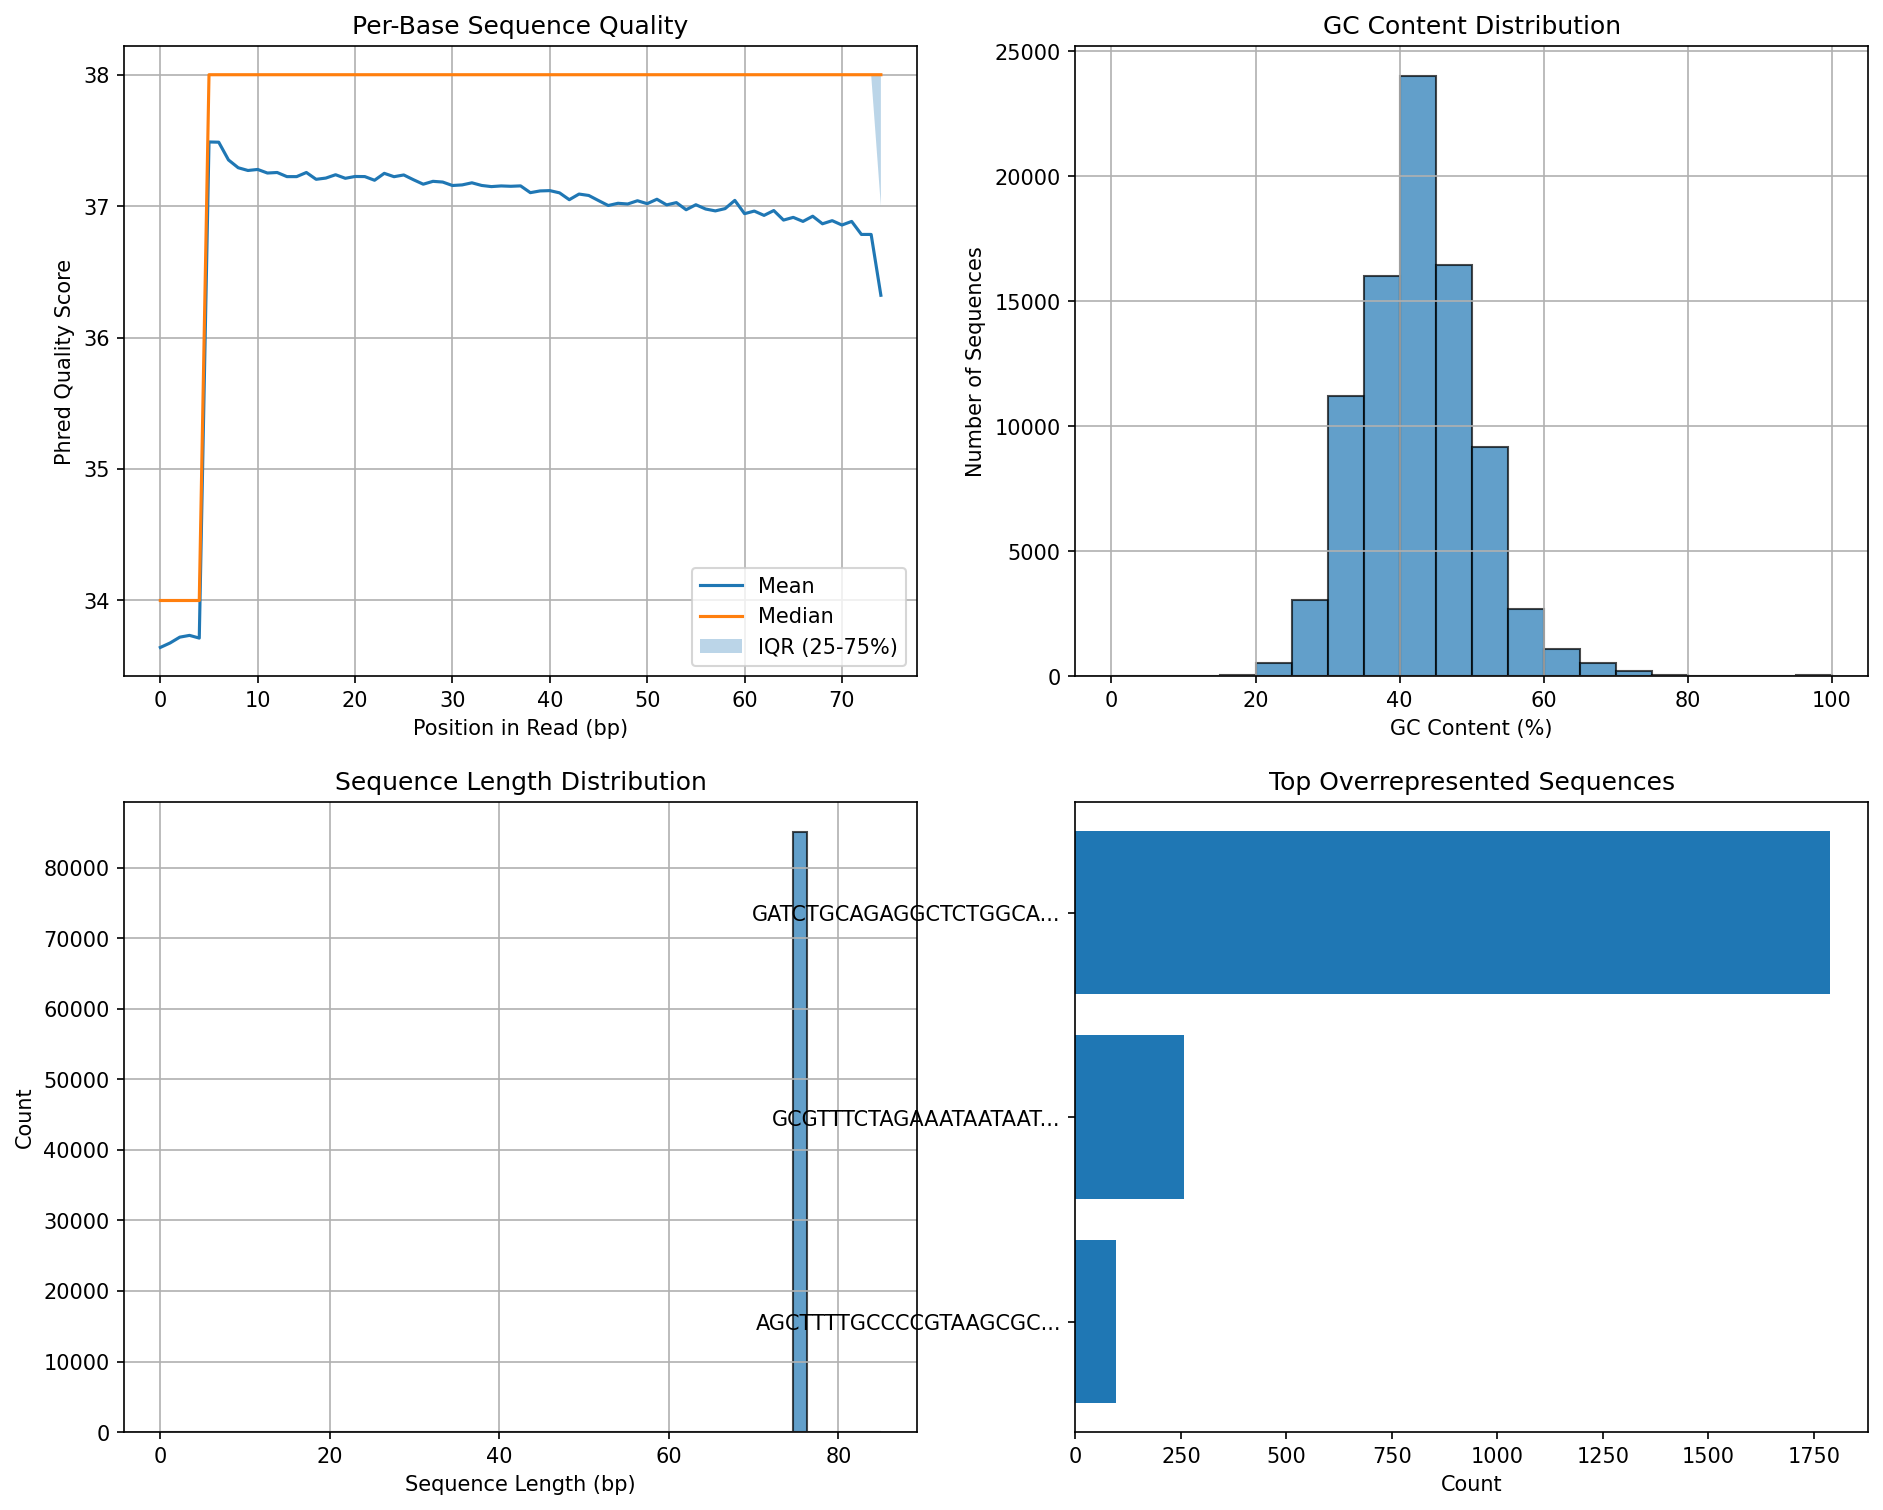 Per-Base Sequence Quality
Phred Quality Score
38
37
36
35
34
Mean
Median
IQR (25-75%)
0 10 20 30 40 50 60 70
Position in Read (bp)
GC Content Distribution
Number of Sequences
25000
20000
15000
10000
5000
0
0 20 40 60 80 100
GC Content (%)
Sequence Length Distribution
Count
80000
70000
60000
50000
40000
30000
20000
10000
0
0 20 40 60 80
Sequence Length (bp)
Top Overrepresented Sequences
GATCTGCAGAGGCTCTGGCA...
GCGTTTCTAGAAATAATAAT...
AGCTTTTGCCCCGTAAGCGC...
0 250 500 750 1000 1250 1500 1750
Count